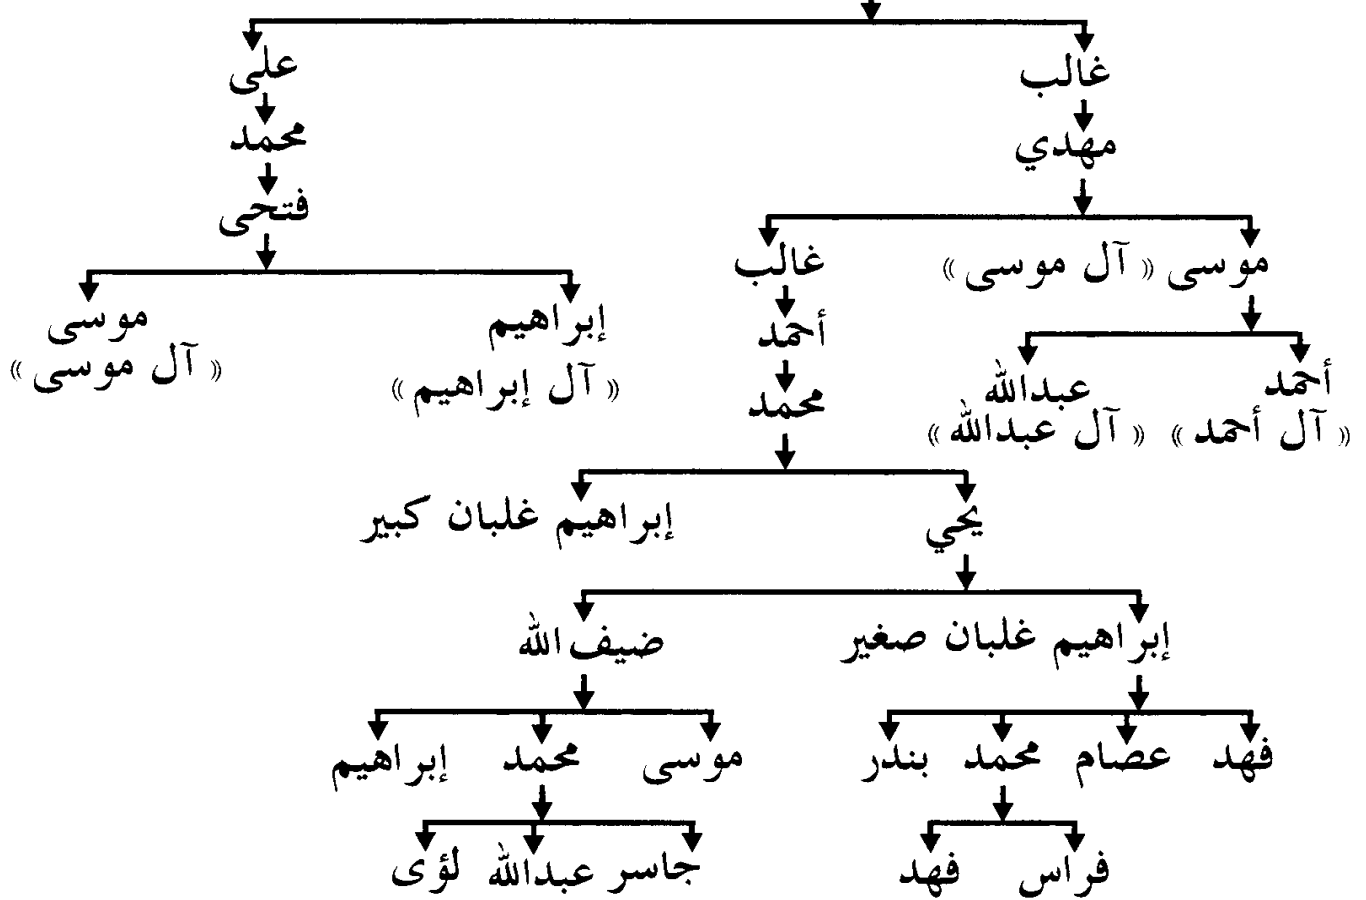 غالب
على
مهدي
محمد
فتحى
موسى « آل موسى »
غالب
إبراهيم
موسى
أحمد
« آل أحمد »
عبدالله
« آل عبدالله »
أحمد
« آل إبراهيم »
« آل موسى »
محمد
يحي
إبراهيم غلبان كبير
إبراهيم غلبان صغير
ضيف الله
فهد
عصام
محمد
بندر
موسى
محمد
إبراهيم
فراس
فهد
جاسر
عبدالله
لؤى